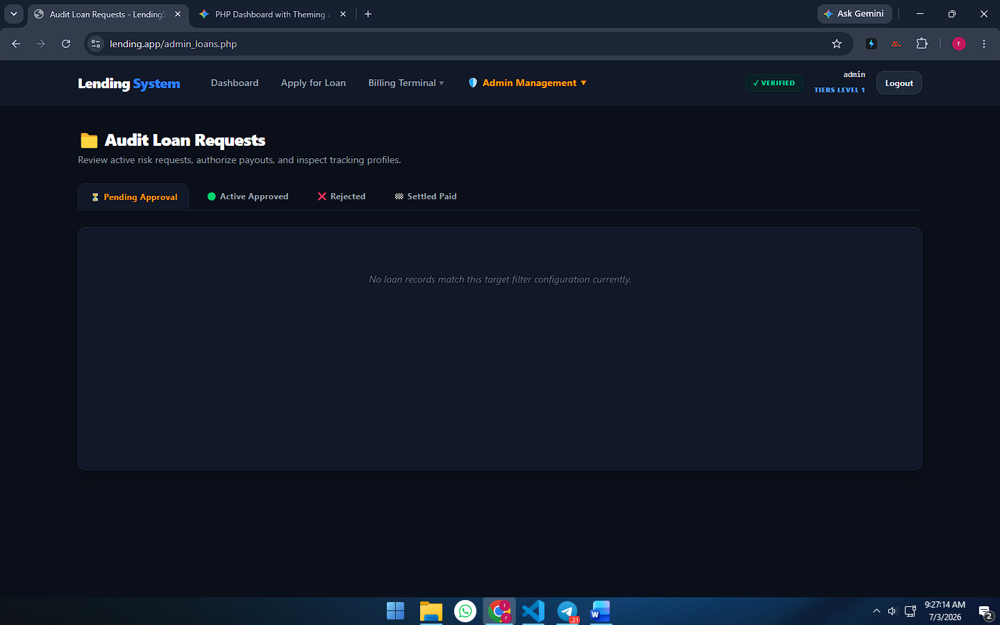 Audit Loan Requests - LendingS
PHP Dashboard with Theming a
Ask Gemini
lending.app/admin_loans.php
r
Lending System
Dashboard
Apply for Loan
Billing Terminal ▾
Admin Management ▼
✓ VERIFIED
admin
TIERS LEVEL 1
Logout
Audit Loan Requests
Review active risk requests, authorize payouts, and inspect tracking profiles.
Pending Approval
Active Approved
Rejected
Settled Paid
No loan records match this target filter configuration currently.
r
r
21
W
9:27:14 AM
7/3/2026
2